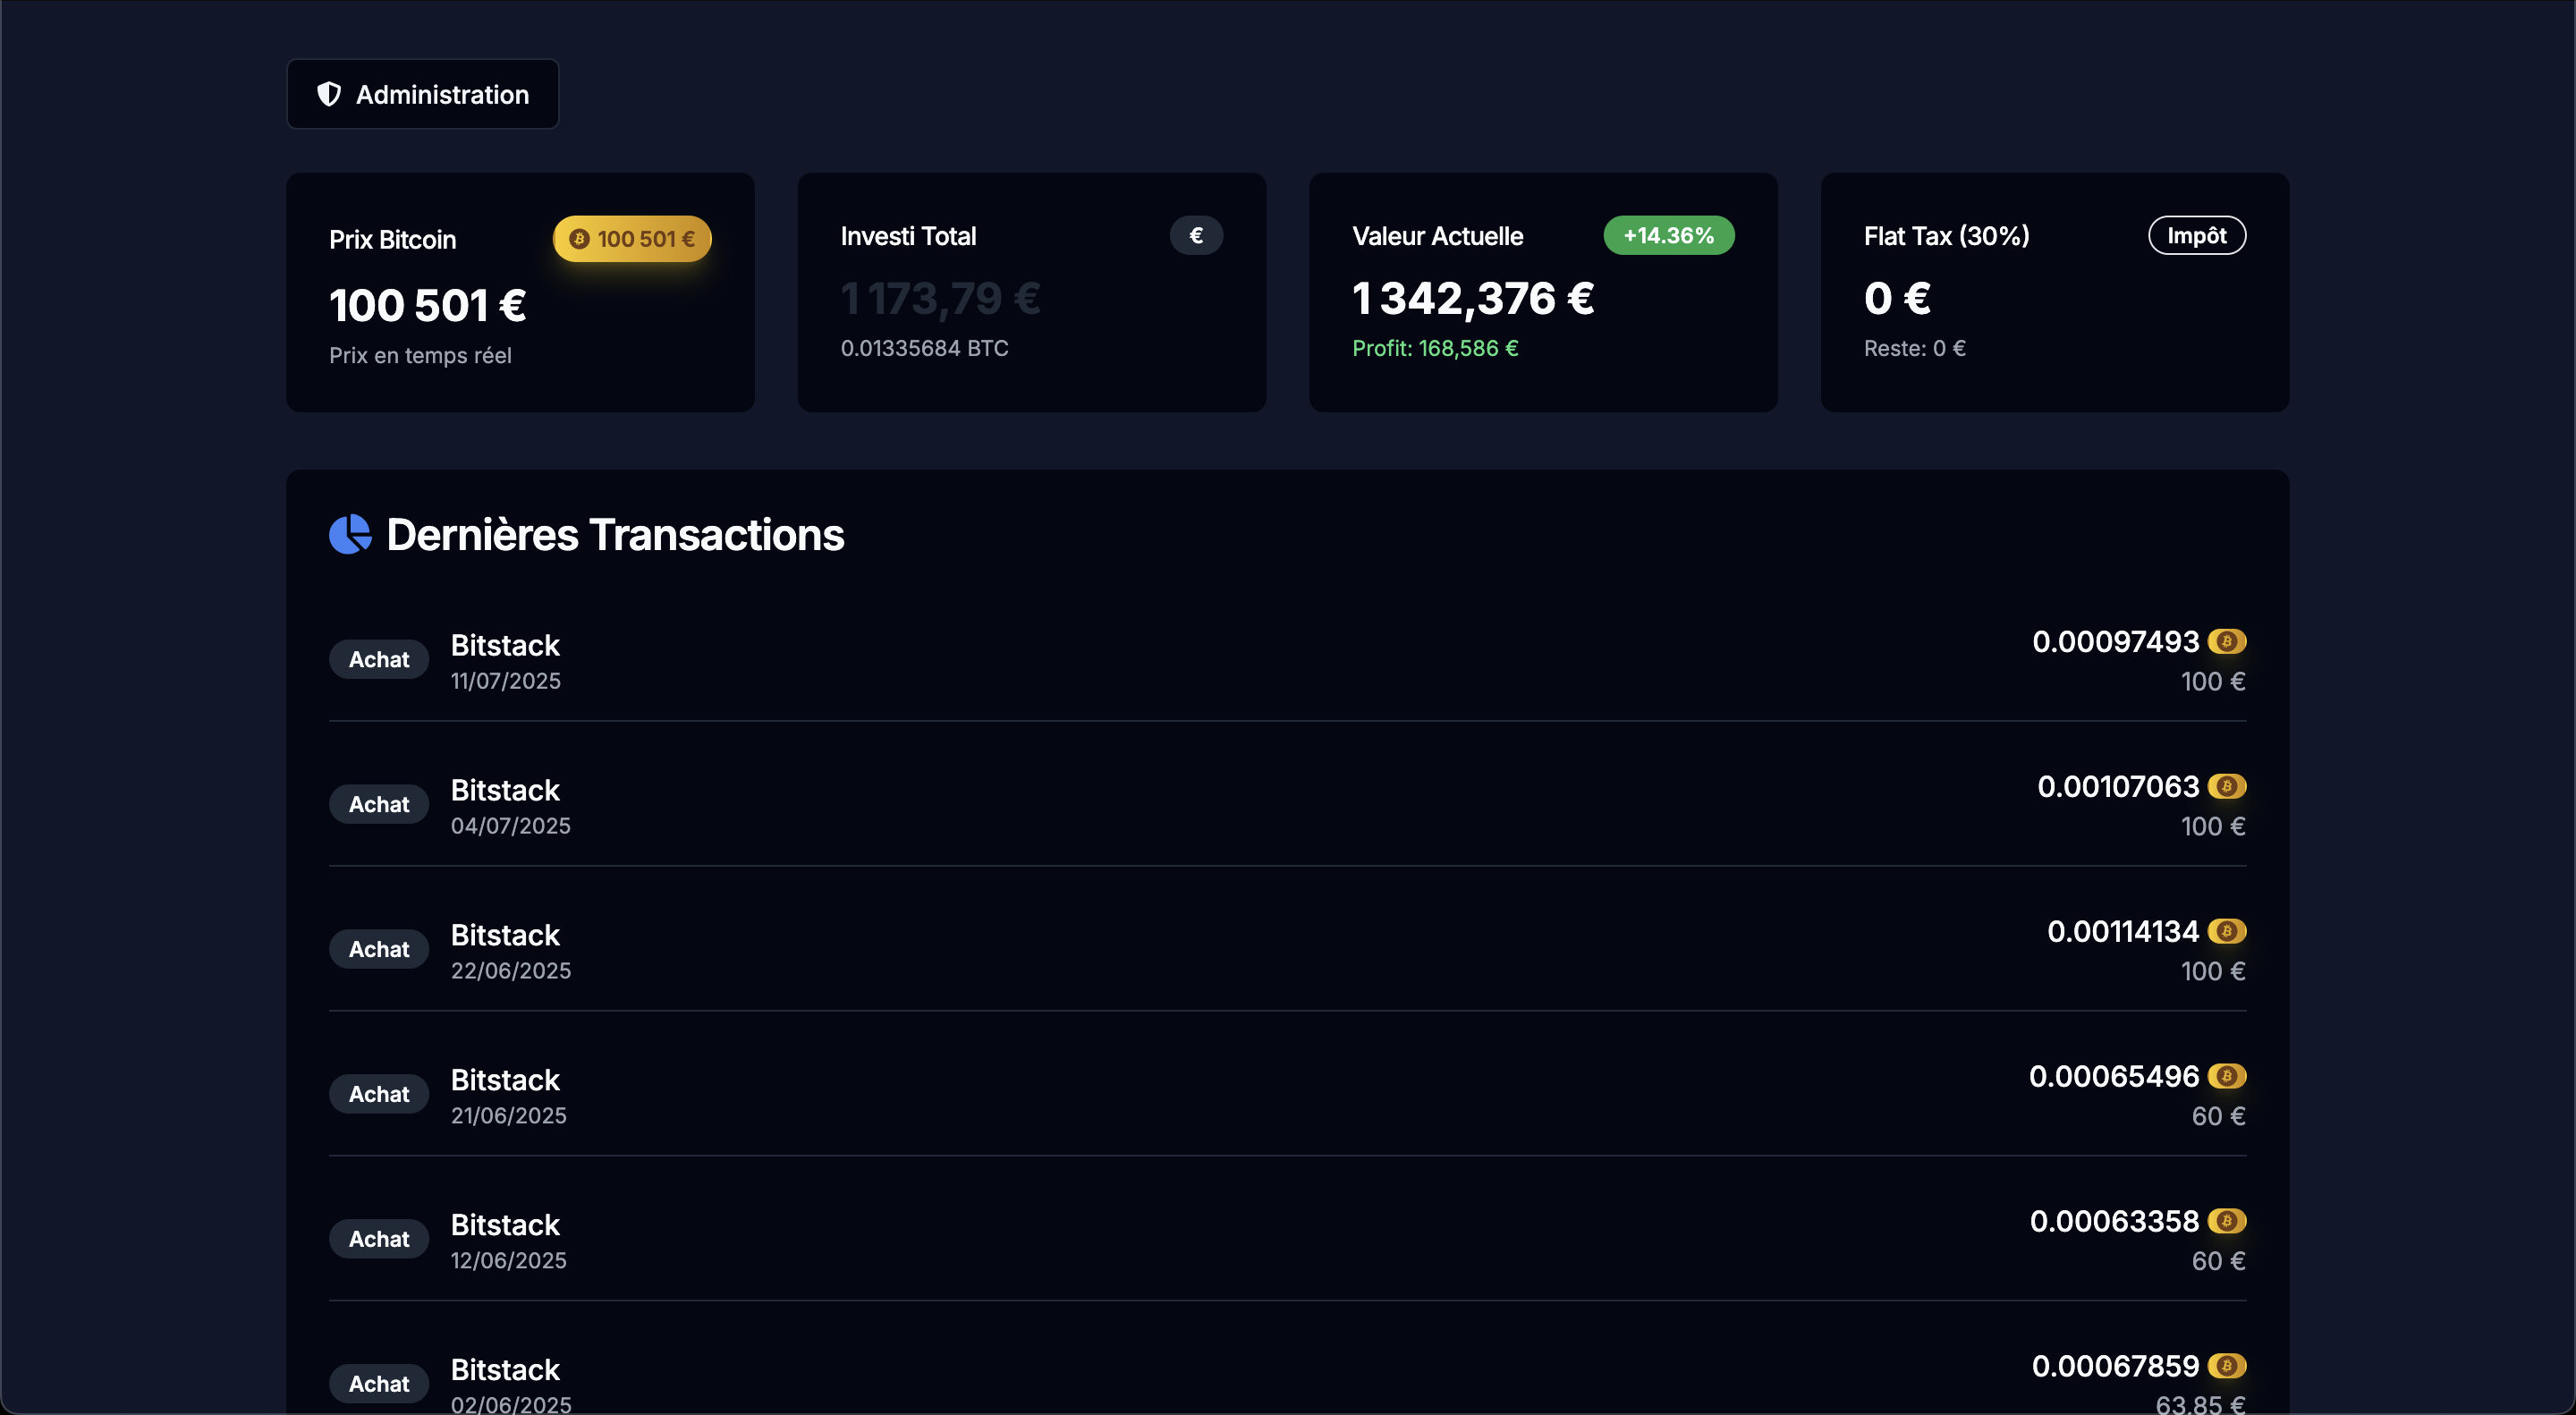 Administration
Prix Bitcoin
100 501 €
100 501 €
Prix en temps réel
Investi Total
€
1 173,79 €
0.01335684 BTC
Valeur Actuelle
+14.36%
1 342,376 €
Profit: 168,586 €
Flat Tax (30%)
Impôt
0 €
Reste: 0 €
Dernières Transactions
Achat
Bitstack
11/07/2025
0.00097493
100 €
Achat
Bitstack
04/07/2025
0.00107063
100 €
Achat
Bitstack
22/06/2025
0.00114134
100 €
Achat
Bitstack
21/06/2025
0.00065496
60 €
Achat
Bitstack
12/06/2025
0.00063358
60 €
Achat
Bitstack
02/06/2025
0.00067859
63,85 €